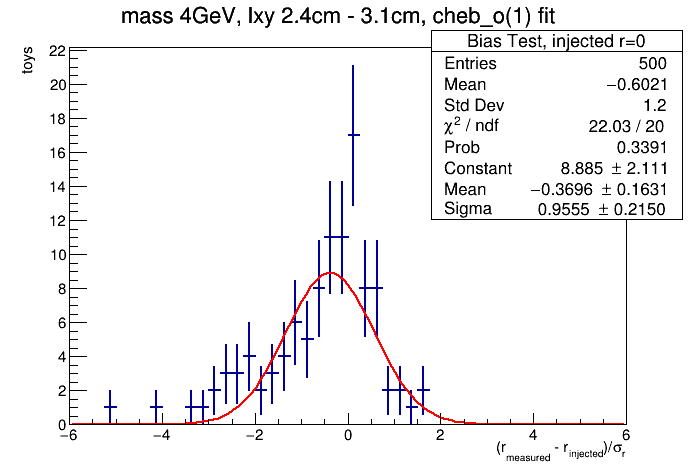 mass 4GeV, lxy 2.4cm - 3.1cm, cheb_o(1) fit
Bias Test, injected r=0
Entries 500
Mean −0.6021
Std Dev 1.2
χ² / ndf 22.03 / 20
Prob 0.3391
Constant 8.885 ± 2.111
Mean −0.3696 ± 0.1631
Sigma 0.9555 ± 0.2150
toys
22
20
18
16
14
12
10
8
6
4
2
0
−6 −4 −2 0 2 4 6
(r_measured - r_injected)/σ_r